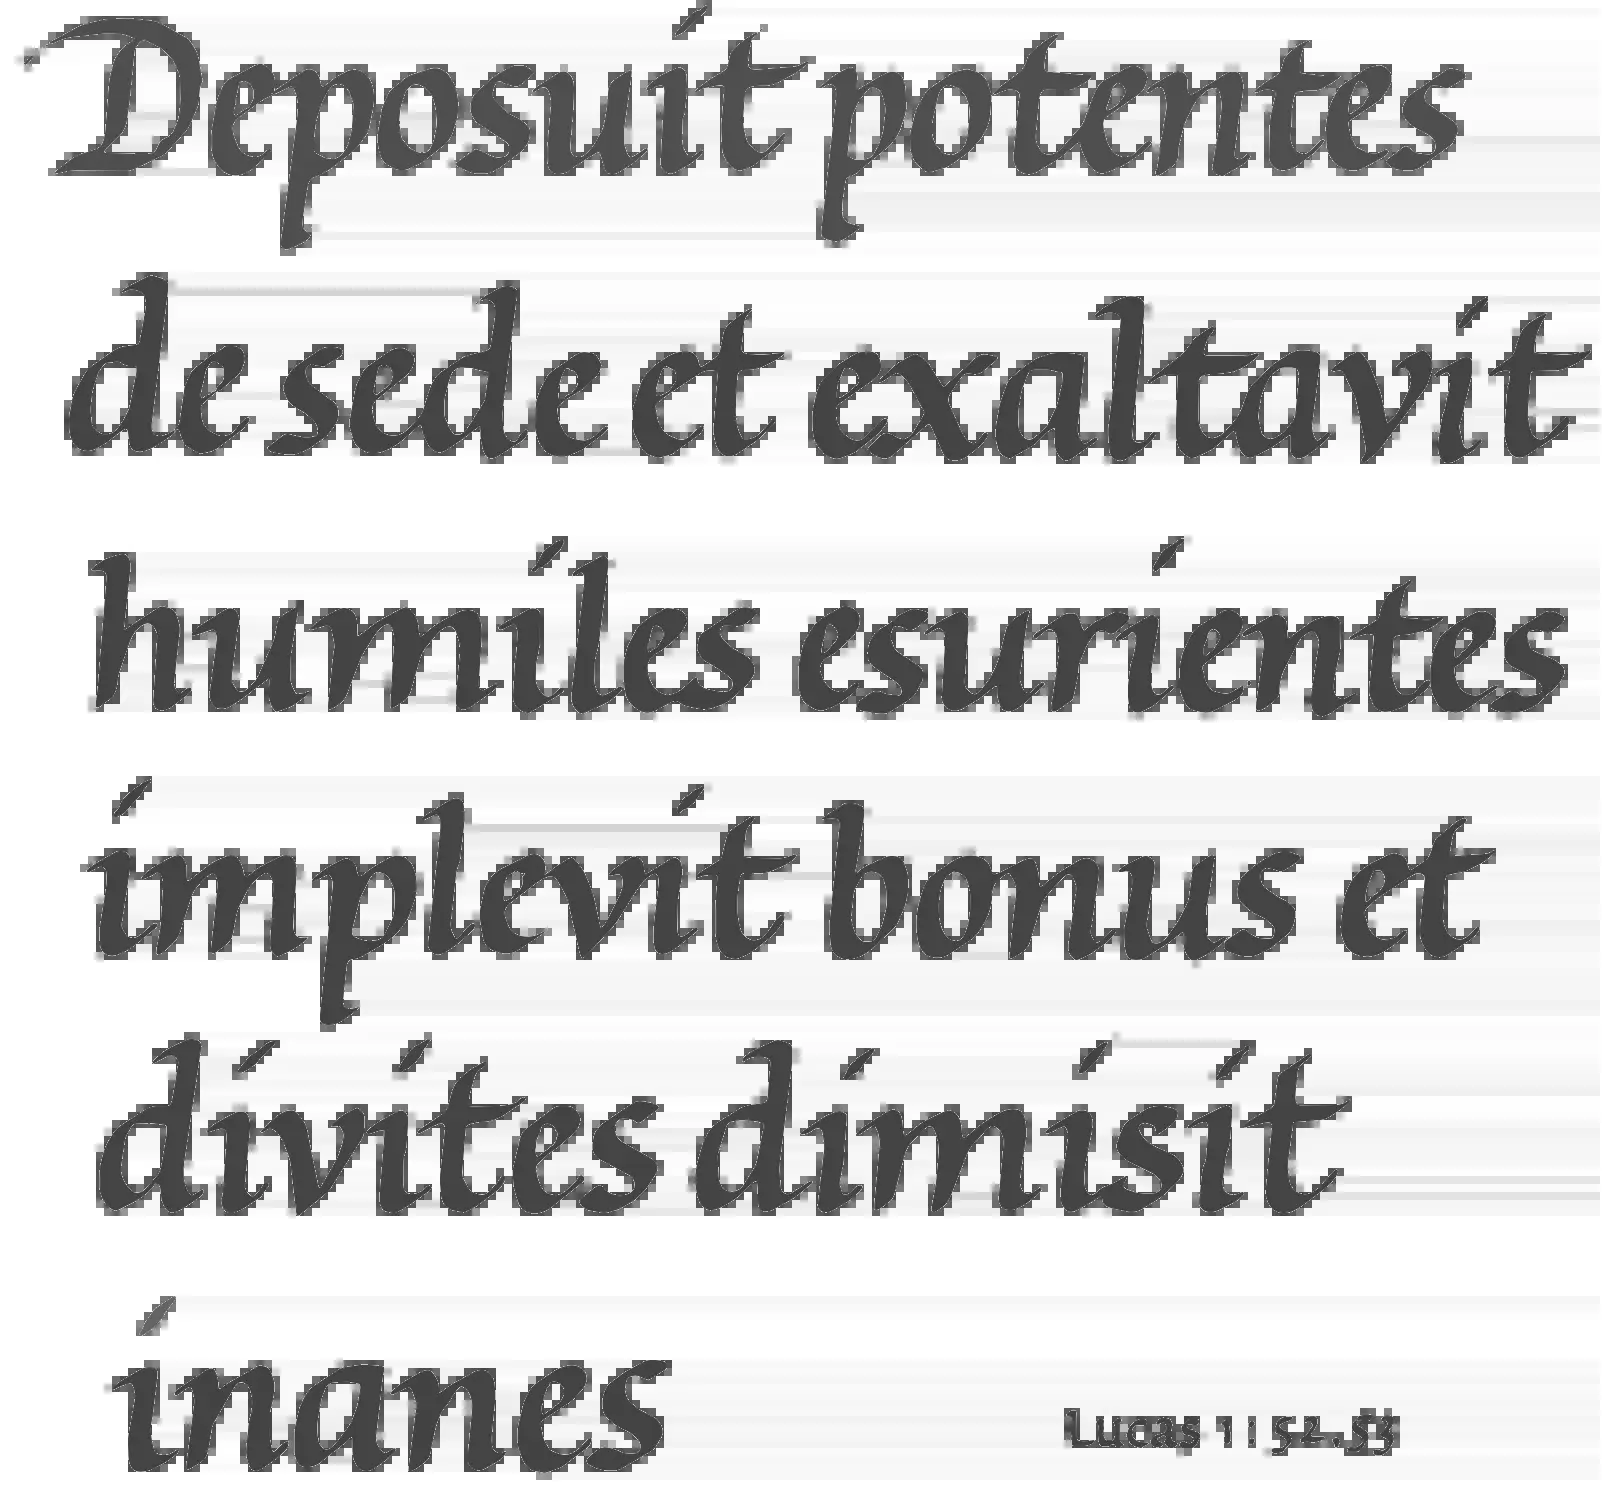 Deposuit potentes
de sede et exaltavit
humiles esurientes
implevit bonus et
divites dimisit
inanes
Lucas 1: 52.53